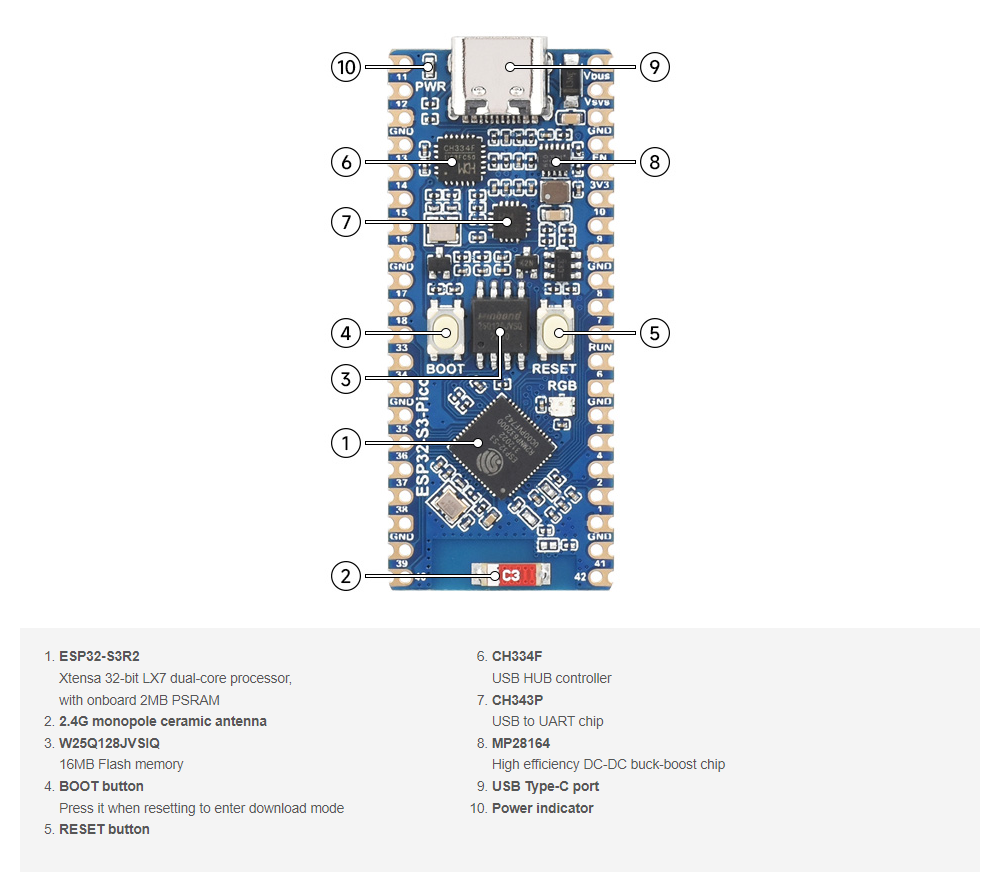 10
9
11
PWR
Vbus
12
Vsys
GND
GND
6
CH334F
13
EN
8
14
3V3
15
10
7
16
9
GND
GND
17
8
18
7
4
winbond
5
33
RUN
BOOT
RESET
3
34
6
RGB
GND
GND
35
5
1
ESP32-S3
ESP32-S3-Pico
36
4
37
2
38
1
GND
GND
39
41
2
40
C3
42
1. ESP32-S3R2
Xtensa 32-bit LX7 dual-core processor,
with onboard 2MB PSRAM
2. 2.4G monopole ceramic antenna
3. W25Q128JVSIQ
16MB Flash memory
4. BOOT button
Press it when resetting to enter download mode
5. RESET button
6. CH334F
USB HUB controller
7. CH343P
USB to UART chip
8. MP28164
High efficiency DC-DC buck-boost chip
9. USB Type-C port
10. Power indicator